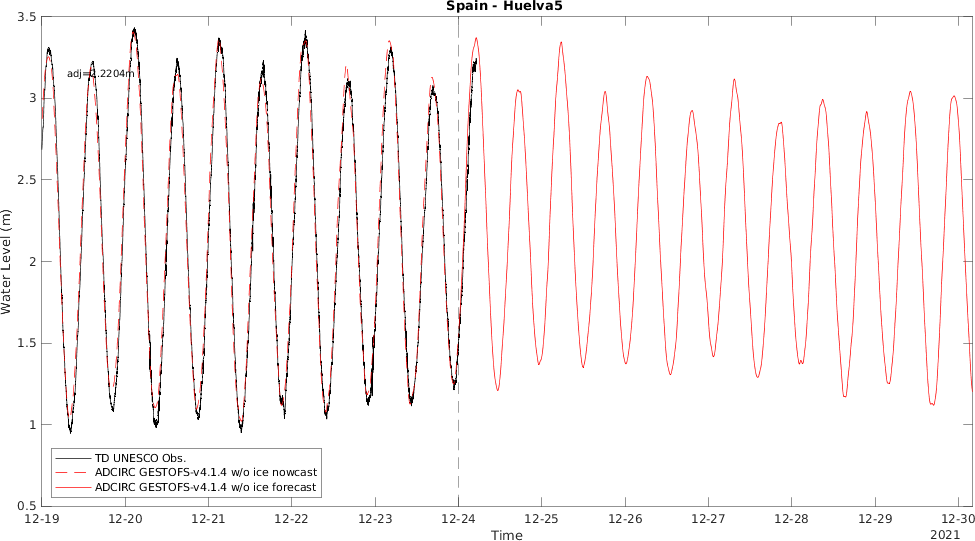 Spain - Huelva5
3.5
3
2.5
2
1.5
1
0.5
Water Level (m)
adj=2.2204m
TD UNESCO Obs.
ADCIRC GESTOFS-v4.1.4 w/o ice nowcast
ADCIRC GESTOFS-v4.1.4 w/o ice forecast
12-19 12-20 12-21 12-22 12-23 12-24 12-25 12-26 12-27 12-28 12-29 12-30
Time
2021